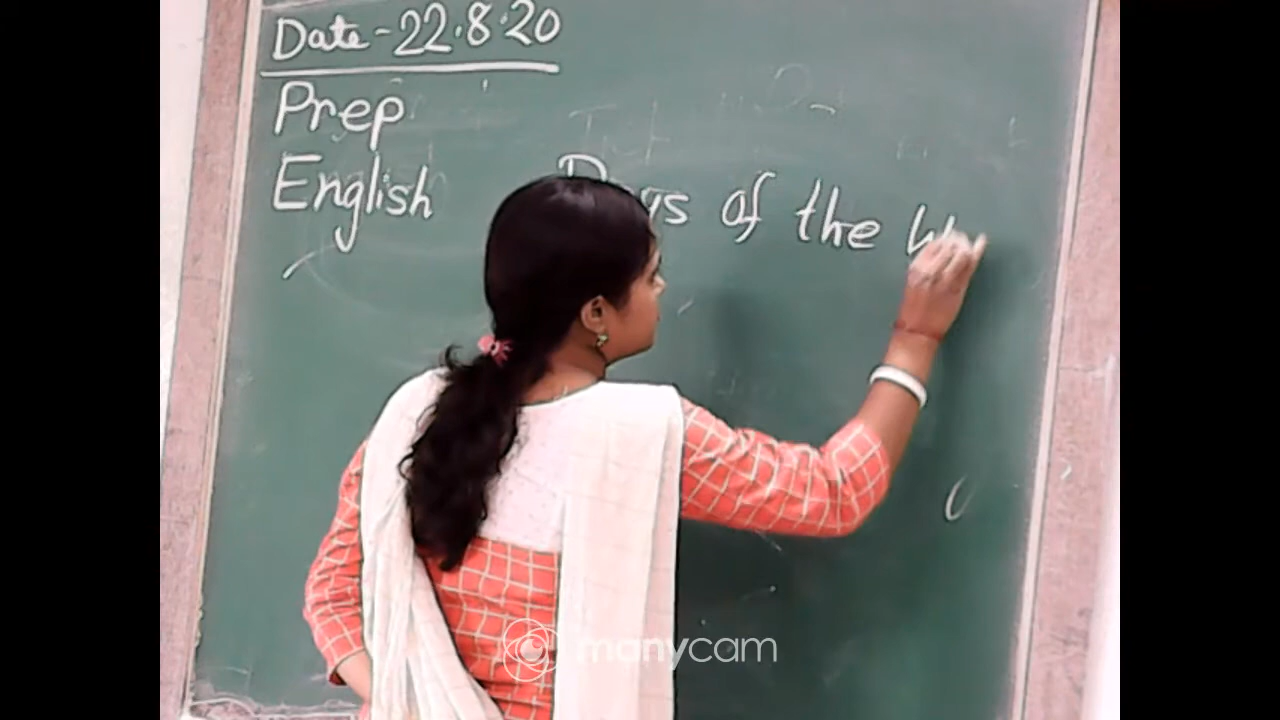 Date-22.8.20
Prep
English
Days of the W
manycam